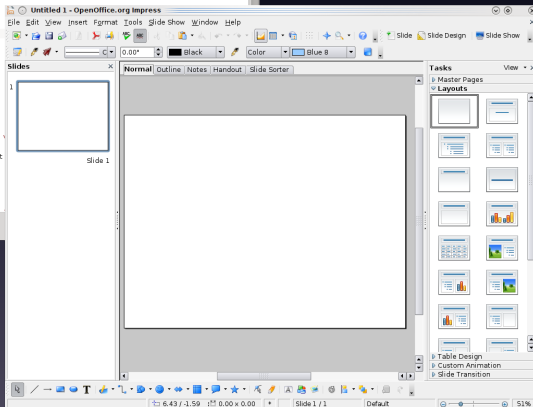 Untitled 1 - OpenOffice.org Impress
File Edit View Insert Format Tools Slide Show Window Help
Slide Slide Design Slide Show
0.00" Black Color Blue 8
Slides
Normal Outline Notes Handout Slide Sorter
Tasks View
Master Pages
Layouts
1
Slide 1
Table Design
Custom Animation
Slide Transition
6.43 / -1.59 0.00 x 0.00 * Slide 1 / 1 Default 51%